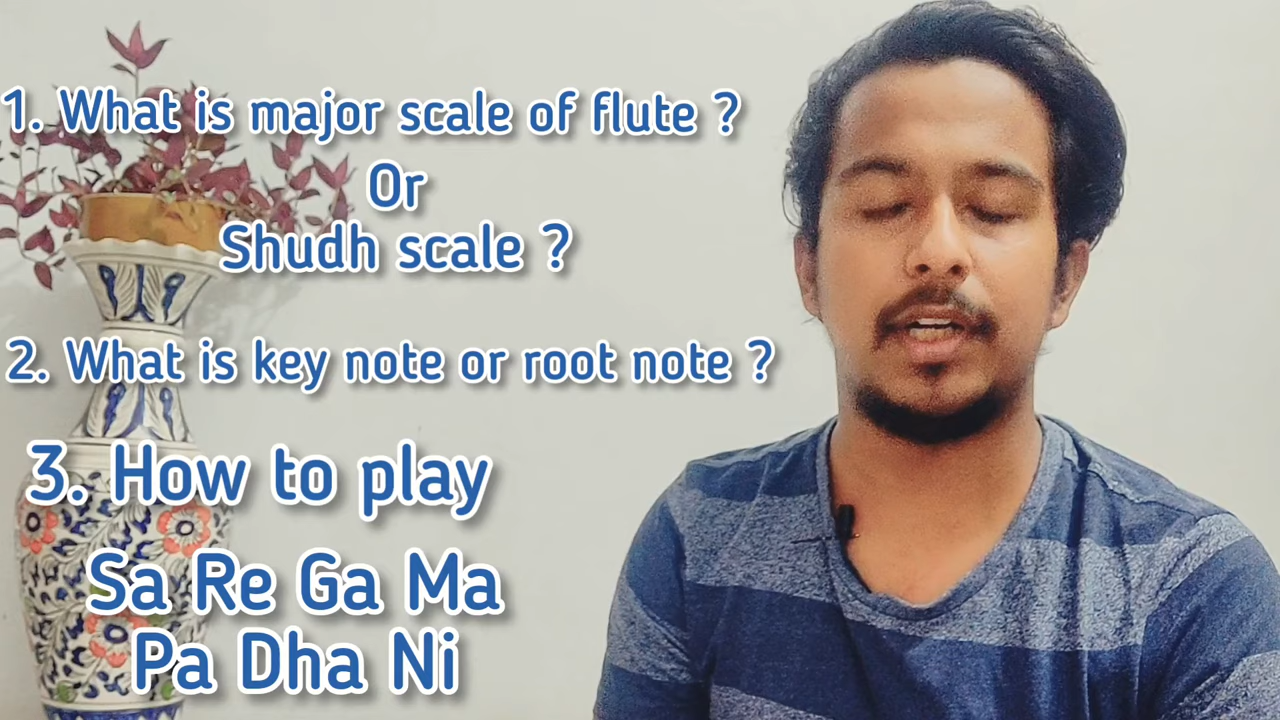 1. What is major scale of flute ?
Or
Shudh scale ?
2. What is key note or root note ?
3. How to play
Sa Re Ga Ma
Pa Dha Ni